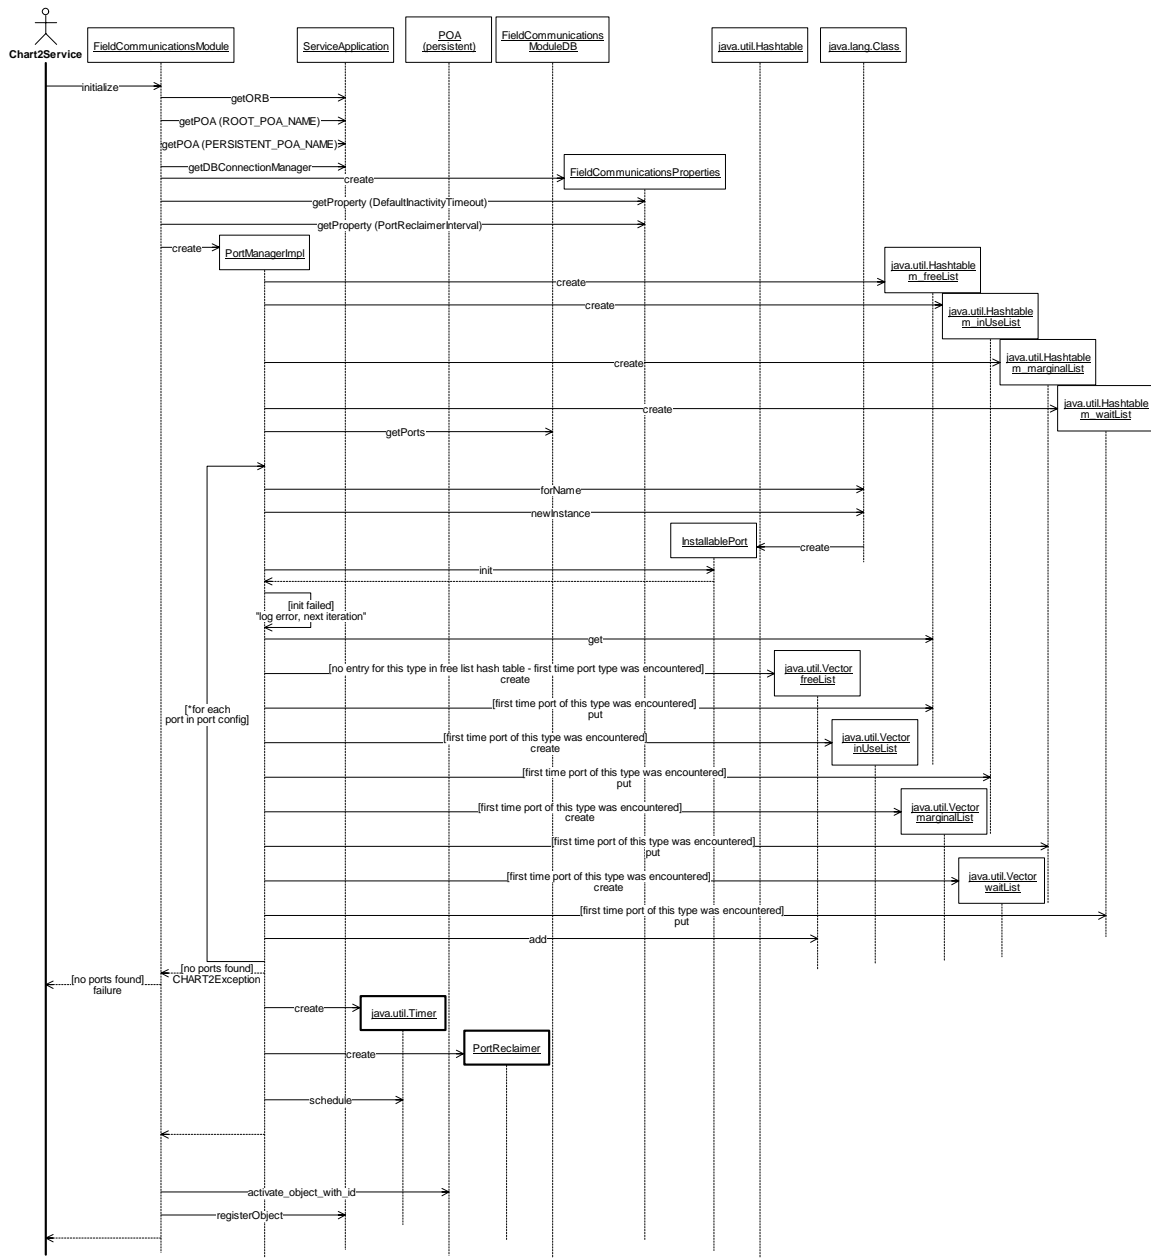 Chart2Service
FieldCommunicationsModule
ServiceApplication
POA
(persistent)
FieldCommunications
ModuleDB
java.util.Hashtable
java.lang.Class
initialize
getORB
getPOA (ROOT_POA_NAME)
getPOA (PERSISTENT_POA_NAME)
getDBConnectionManager
create
FieldCommunicationsProperties
getProperty (DefaultInactivityTimeout)
getProperty (PortReclaimerInterval)
create
PortManagerImpl
java.util.Hashtable
m_freeList
create
java.util.Hashtable
m_inUseList
create
java.util.Hashtable
m_marginalList
create
java.util.Hashtable
m_waitList
create
getPorts
forName
newInstance
InstallablePort
create
init
[init failed]
"log error, next iteration"
get
[no entry for this type in free list hash table - first time port type was encountered]
create
java.util.Vector
freeList
[*for each
port in port config]
[first time port of this type was encountered]
put
[first time port of this type was encountered]
create
java.util.Vector
inUseList
[first time port of this type was encountered]
put
[first time port of this type was encountered]
create
java.util.Vector
marginalList
[first time port of this type was encountered]
put
[first time port of this type was encountered]
create
java.util.Vector
waitList
[first time port of this type was encountered]
put
add
[no ports found]
CHART2Exception
[no ports found]
failure
create
java.util.Timer
create
PortReclaimer
schedule
activate_object_with_id
registerObject